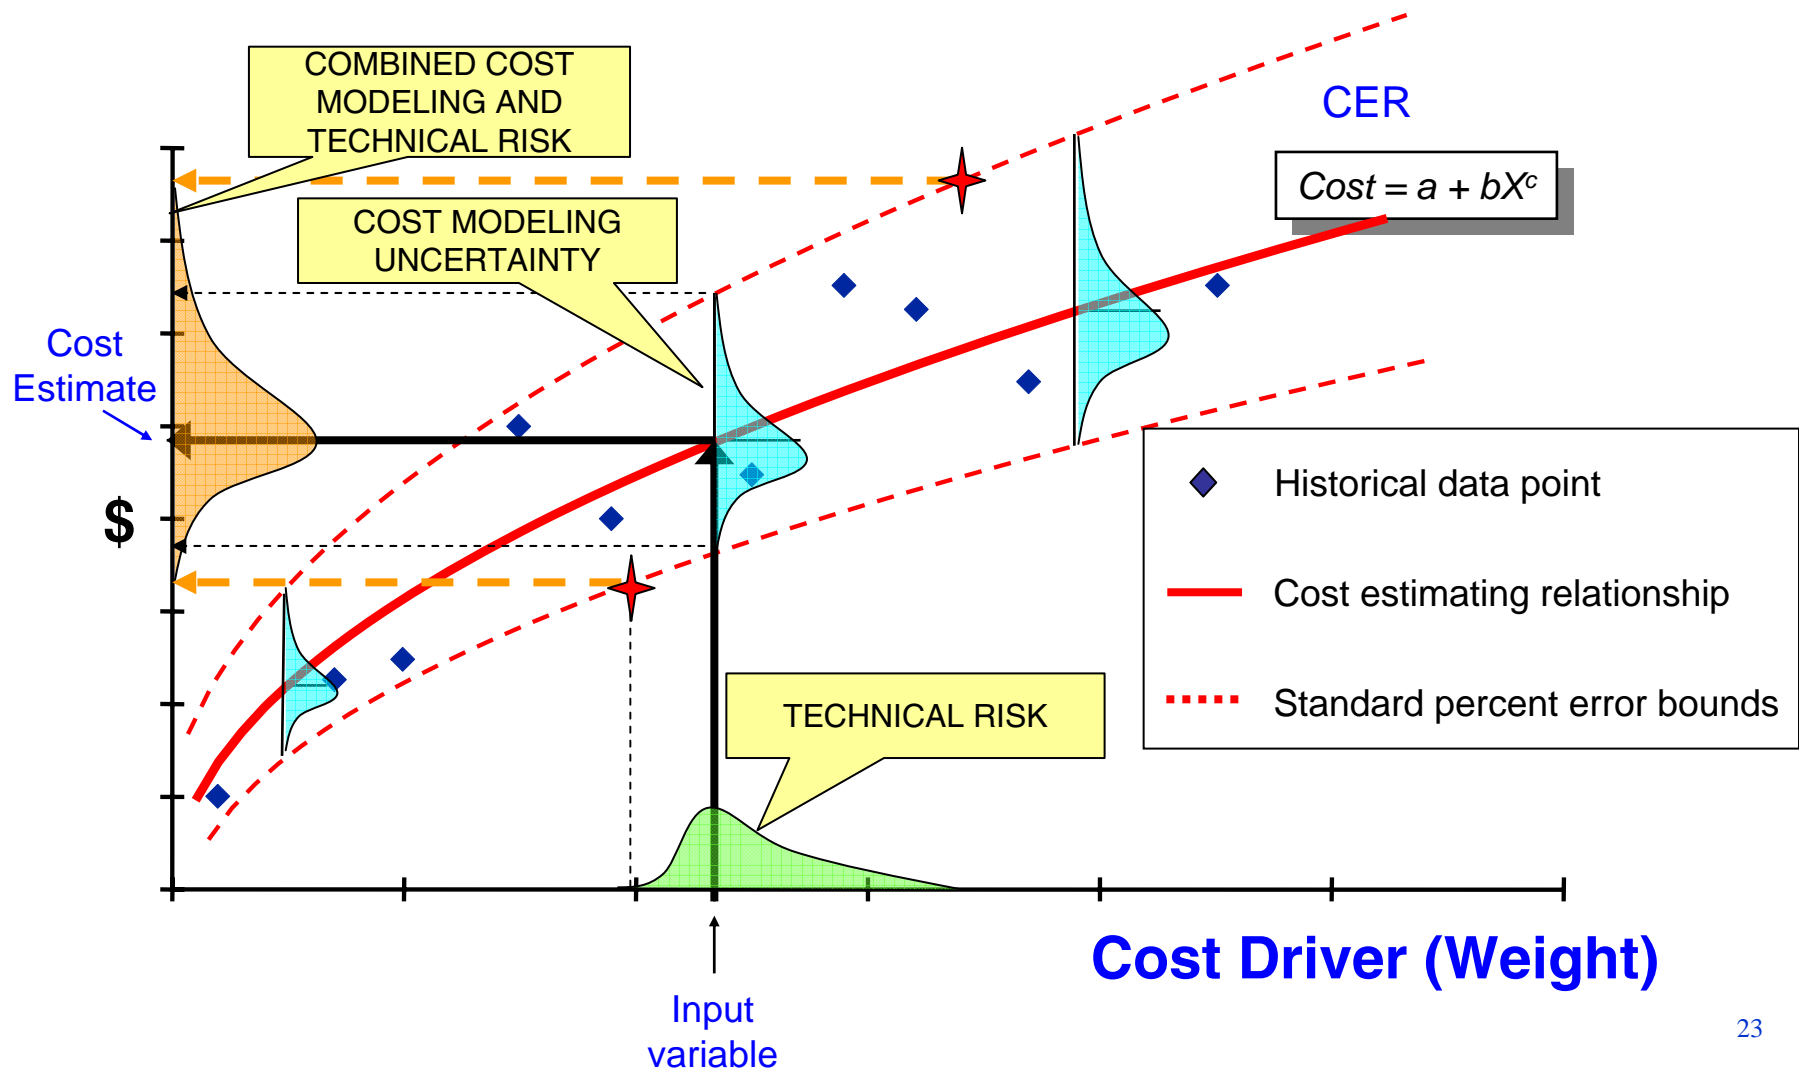 COMBINED COST
MODELING AND
TECHNICAL RISK
CER
Cost = a + bXᶜ
COST MODELING
UNCERTAINTY
Cost
Estimate
$
Historical data point
Cost estimating relationship
Standard percent error bounds
TECHNICAL RISK
Cost Driver (Weight)
Input
variable
23